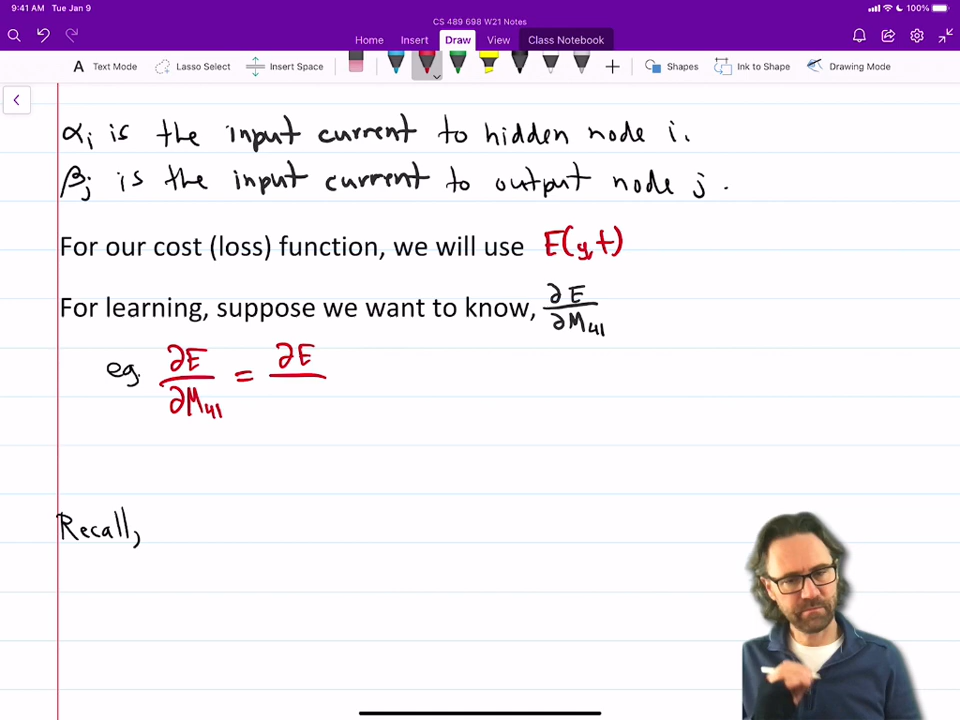 9:41 AM Tue Jan 9
100%
CS 489 698 W21 Notes
Home Insert Draw View Class Notebook
Text Mode Lasso Select Insert Space Shapes Ink to Shape Drawing Mode
αᵢ is the input current to hidden node i.
βⱼ is the input current to output node j.
For our cost (loss) function, we will use E(y,t)
For learning, suppose we want to know, ∂E/∂M₄₁
eg. ∂E/∂M₄₁ = ∂E
Recall,